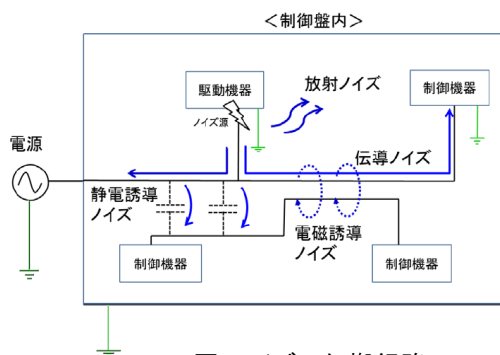 ＜制御盤内＞
駆動機器
ノイズ源
放射ノイズ
制御機器
電源
伝導ノイズ
静電誘導
ノイズ
電磁誘導
ノイズ
制御機器
制御機器